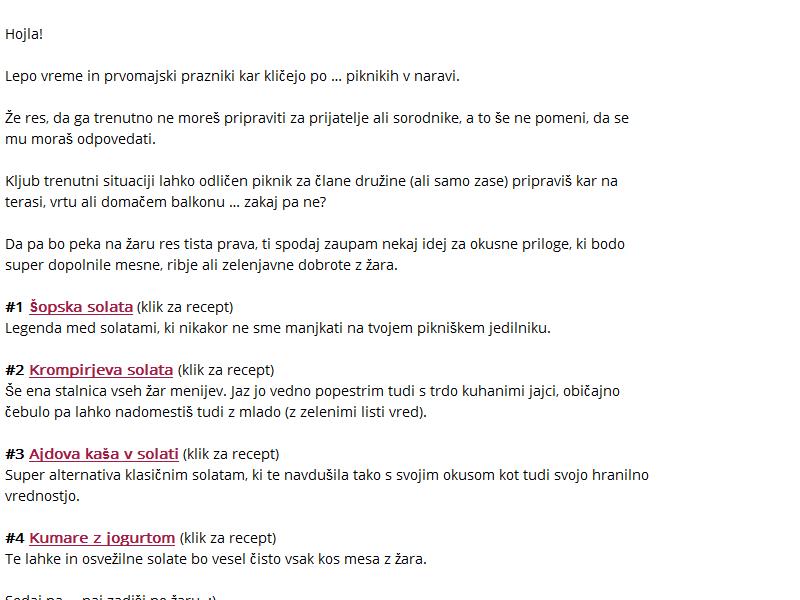 Hojla!
Lepo vreme in prvomajski prazniki kar kličejo po ... piknikih v naravi.
Že res, da ga trenutno ne moreš pripraviti za prijatelje ali sorodnike, a to še ne pomeni, da se
mu moraš odpovedati.
Kljub trenutni situaciji lahko odličen piknik za člane družine (ali samo zase) pripraviš kar na
terasi, vrtu ali domačem balkonu ... zakaj pa ne?
Da pa bo peka na žaru res tista prava, ti spodaj zaupam nekaj idej za okusne priloge, ki bodo
super dopolnile mesne, ribje ali zelenjavne dobrote z žara.
#1 Šopska solata (klik za recept)
Legenda med solatami, ki nikakor ne sme manjkati na tvojem pikniškem jedilniku.
#2 Krompirjeva solata (klik za recept)
Še ena stalnica vseh žar menijev. Jaz jo vedno popestrim tudi s trdo kuhanimi jajci, običajno
čebulo pa lahko nadomestiš tudi z mlado (z zelenimi listi vred).
#3 Ajdova kaša v solati (klik za recept)
Super alternativa klasičnim solatam, ki te navdušila tako s svojim okusom kot tudi svojo hranilno
vrednostjo.
#4 Kumare z jogurtom (klik za recept)
Te lahke in osvežilne solate bo vesel čisto vsak kos mesa z žara.
Sedaj pa ... naj zadiši po žaru :)